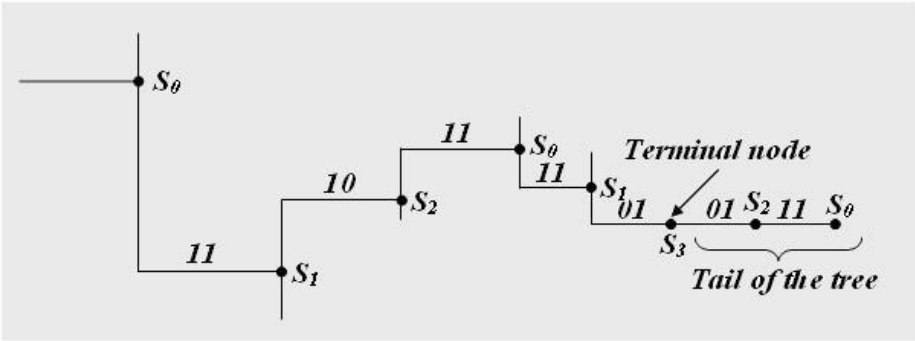 S₀
11
S₁
10
S₂
11
S₀
11
S₁
01
Terminal node
S₃
01
S₂
11
S₀
Tail of the tree